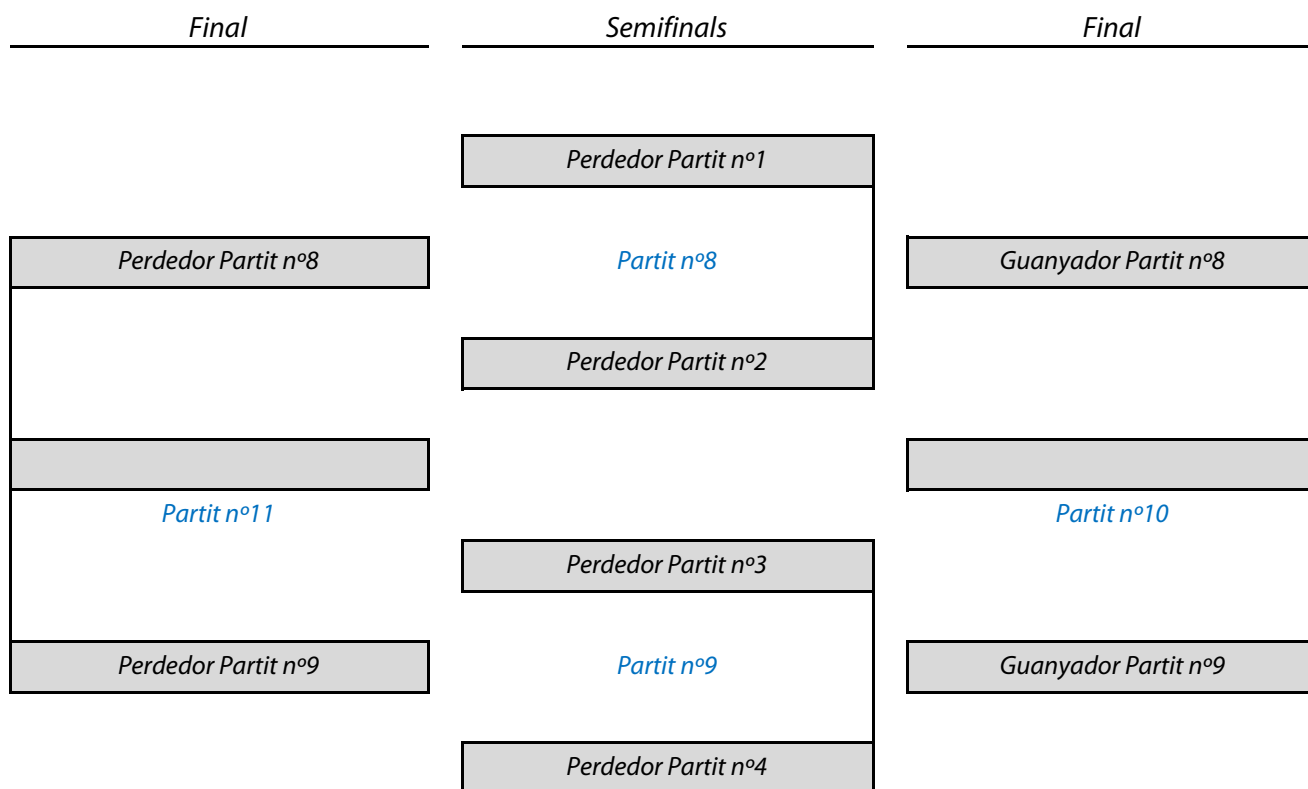 Final
Semifinals
Final
Perdedor Partit nº1
Perdedor Partit nº8
Partit nº8
Guanyador Partit nº8
Perdedor Partit nº2
Partit nº11
Partit nº10
Perdedor Partit nº3
Perdedor Partit nº9
Partit nº9
Guanyador Partit nº9
Perdedor Partit nº4